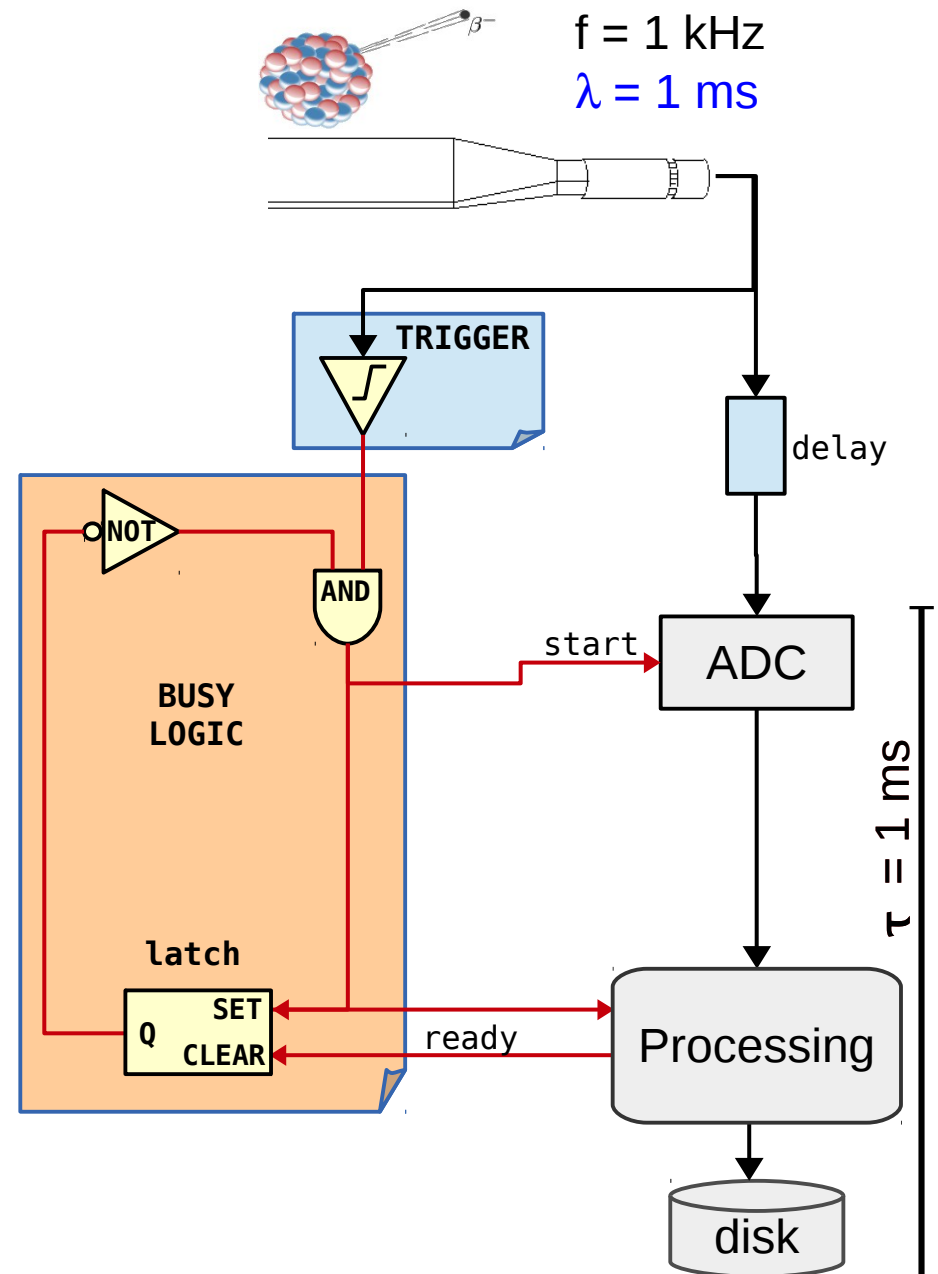 β⁻
f = 1 kHz
λ = 1 ms
TRIGGER
delay
NOT
AND
start
ADC
BUSY
LOGIC
τ = 1 ms
latch
SET
Q
CLEAR
ready
Processing
disk